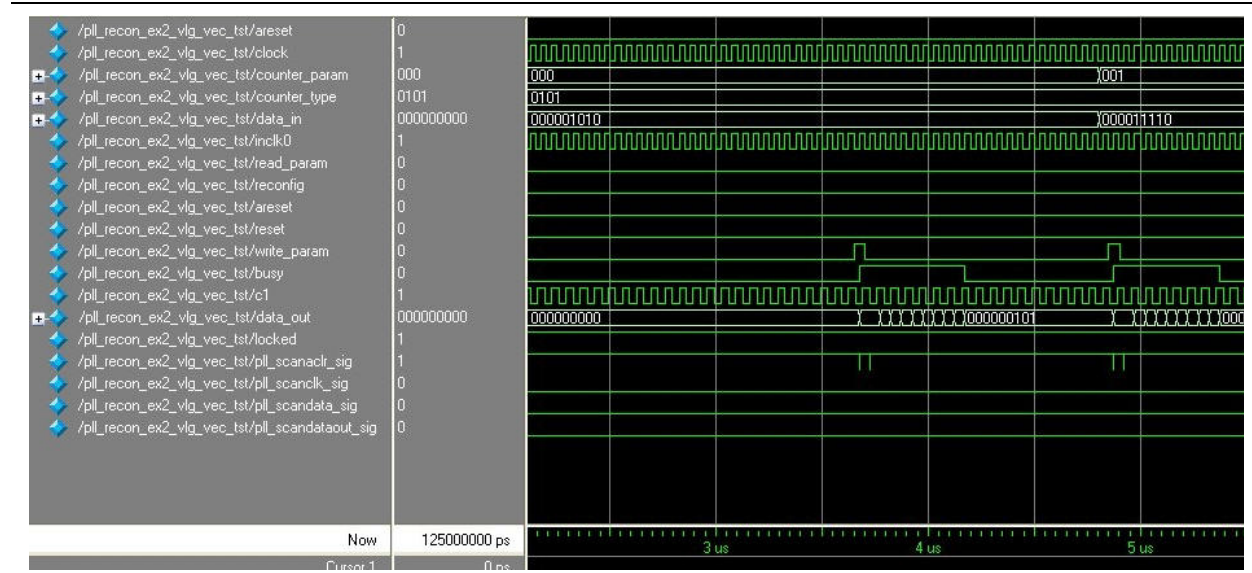 /pll_recon_ex2_vlg_vec_tst/areset 0
/pll_recon_ex2_vlg_vec_tst/clock 1
/pll_recon_ex2_vlg_vec_tst/counter_param 000 000 001
/pll_recon_ex2_vlg_vec_tst/counter_type 0101 0101
/pll_recon_ex2_vlg_vec_tst/data_in 000000000 000001010 000011110
/pll_recon_ex2_vlg_vec_tst/inclk0 1
/pll_recon_ex2_vlg_vec_tst/read_param 0
/pll_recon_ex2_vlg_vec_tst/reconfig 0
/pll_recon_ex2_vlg_vec_tst/areset 0
/pll_recon_ex2_vlg_vec_tst/reset 0
/pll_recon_ex2_vlg_vec_tst/write_param 0
/pll_recon_ex2_vlg_vec_tst/busy 0
/pll_recon_ex2_vlg_vec_tst/c1 1
/pll_recon_ex2_vlg_vec_tst/data_out 000000000 000000000 000000101 000
/pll_recon_ex2_vlg_vec_tst/locked 1
/pll_recon_ex2_vlg_vec_tst/pll_scanaclr_sig 1
/pll_recon_ex2_vlg_vec_tst/pll_scanclk_sig 0
/pll_recon_ex2_vlg_vec_tst/pll_scandata_sig 0
/pll_recon_ex2_vlg_vec_tst/pll_scandataout_sig 0
Now 125000000 ps 3 us 4 us 5 us
Cursor 1 0 ps